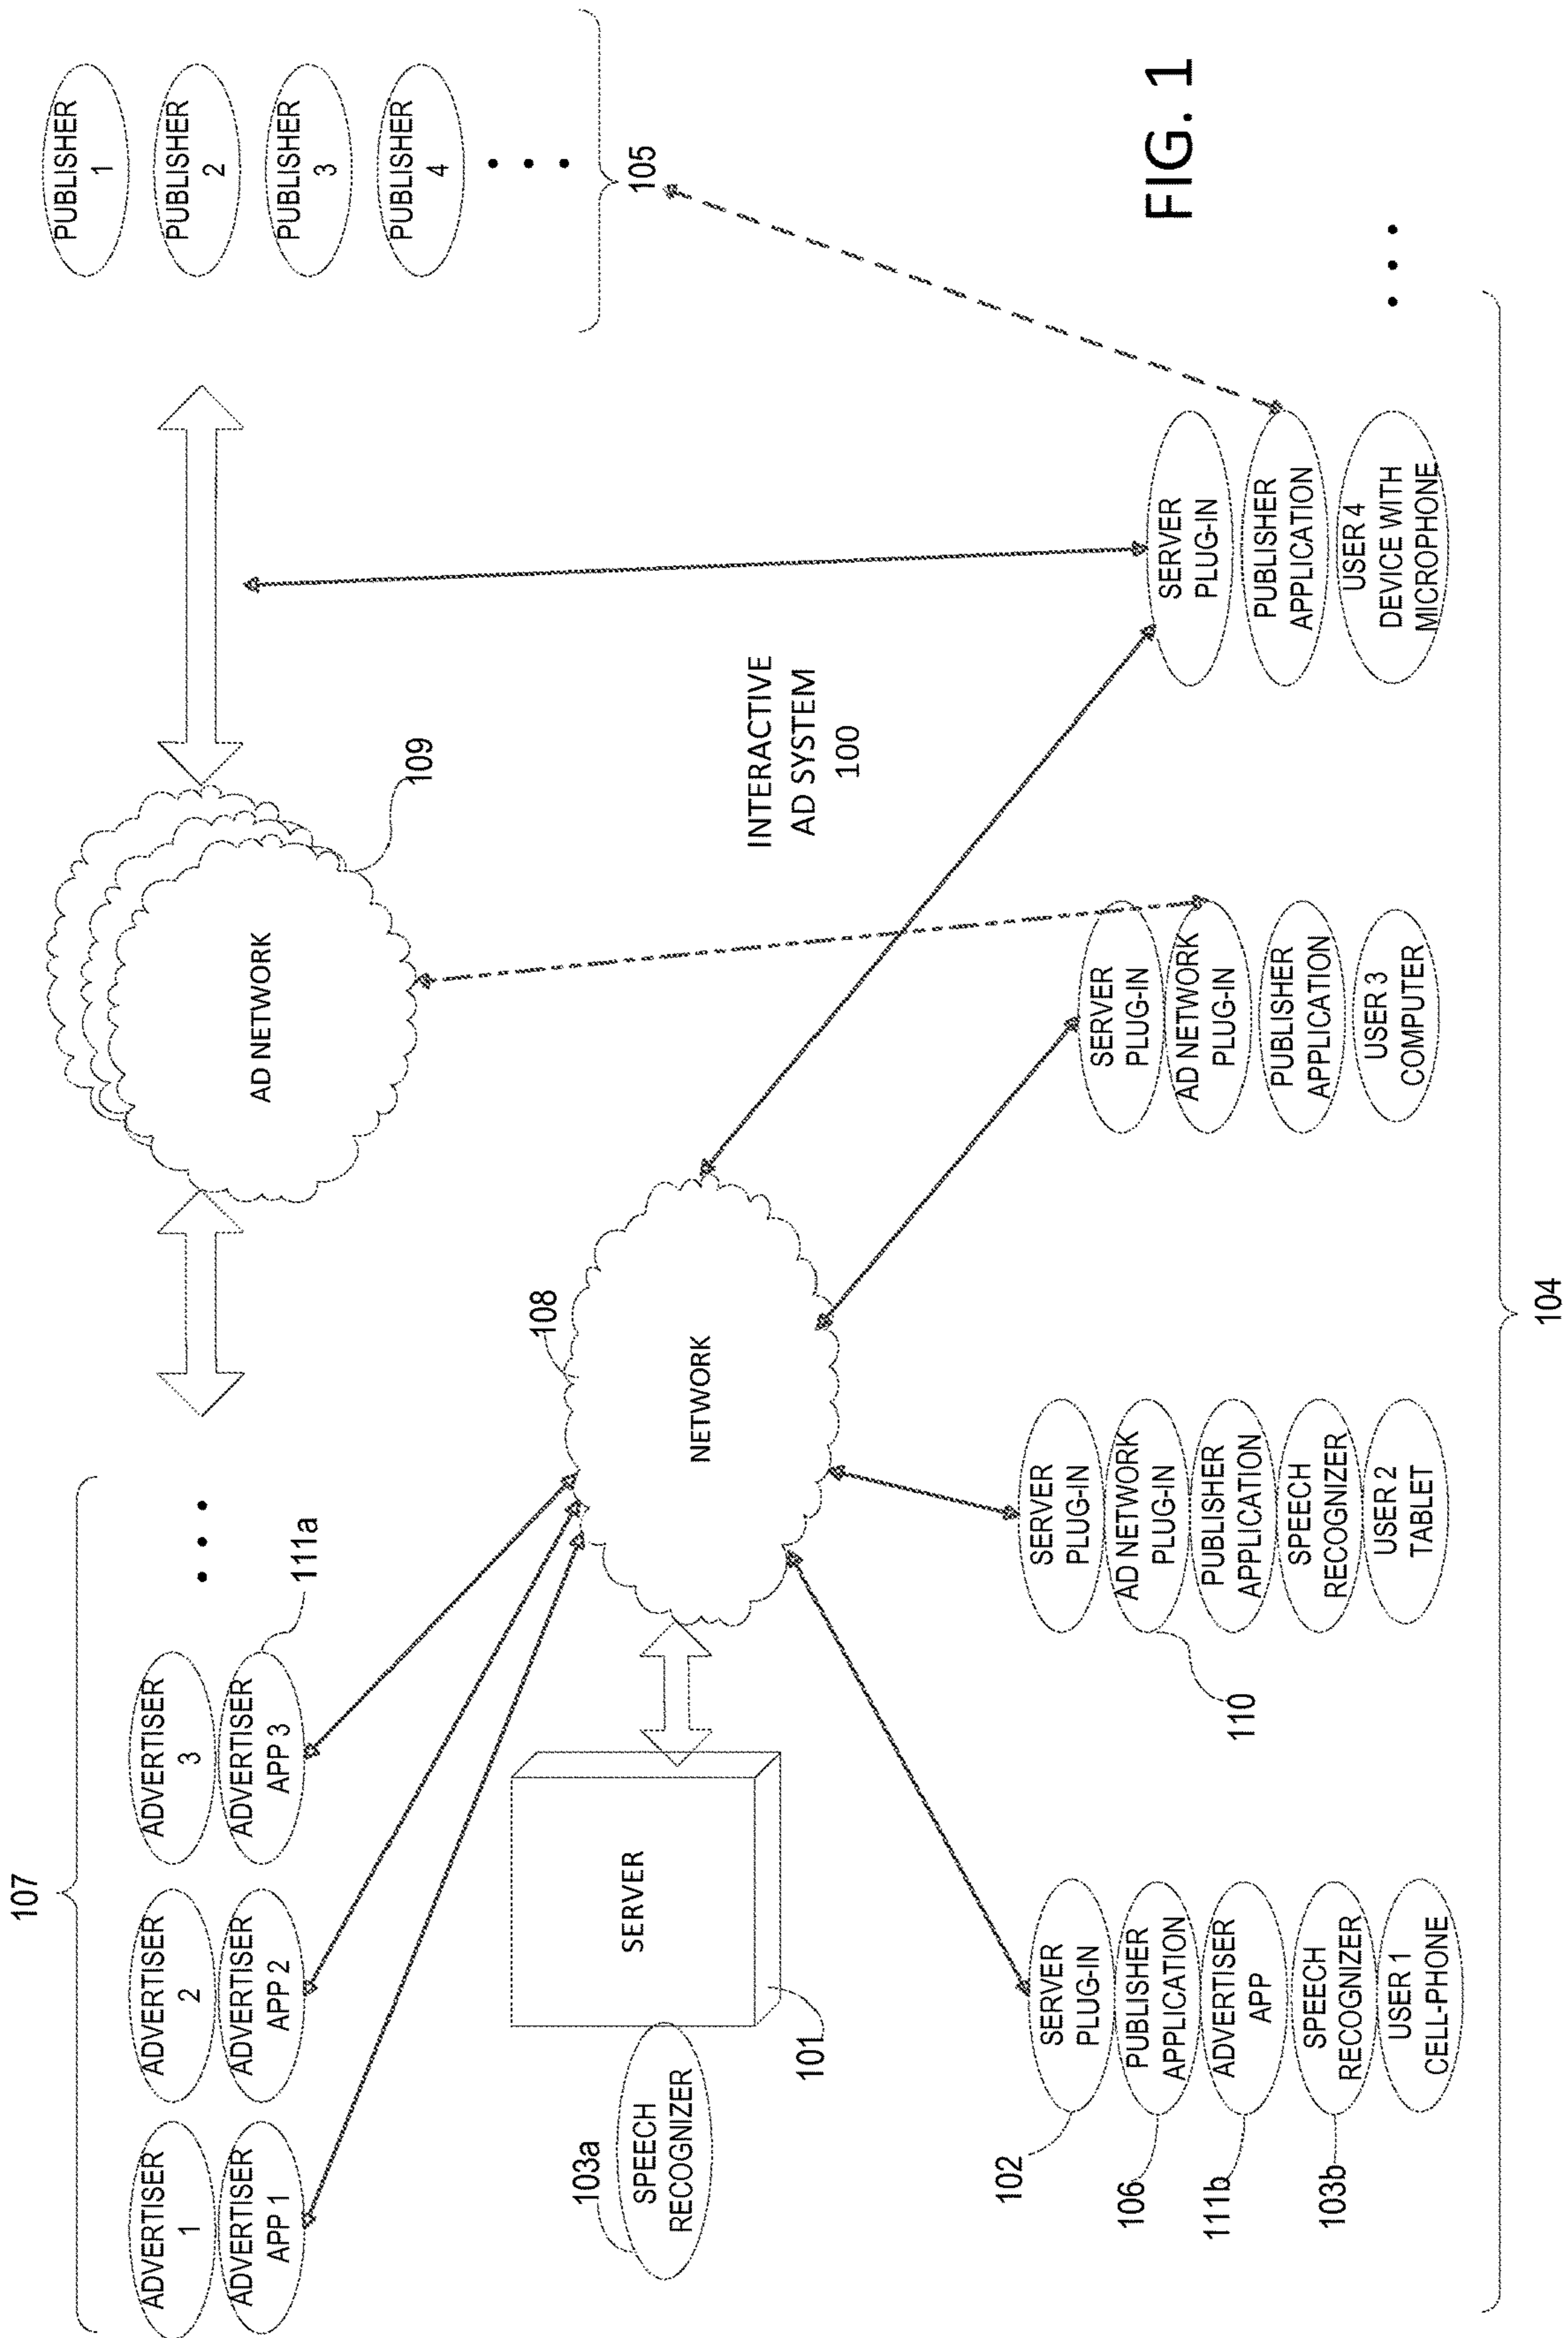 107
ADVERTISER
1
ADVERTISER
APP 1
ADVERTISER
2
ADVERTISER
APP 2
ADVERTISER
3
ADVERTISER
APP 3
111a
AD NETWORK
109
PUBLISHER
1
PUBLISHER
2
PUBLISHER
3
PUBLISHER
4
105
103a
SPEECH
RECOGNIZER
SERVER
101
108
NETWORK
INTERACTIVE
AD SYSTEM
100
102
106
111b
103b
SERVER
PLUG-IN
PUBLISHER
APPLICATION
ADVERTISER
APP
SPEECH
RECOGNIZER
USER 1
CELL-PHONE
110
SERVER
PLUG-IN
AD NETWORK
PLUG-IN
PUBLISHER
APPLICATION
SPEECH
RECOGNIZER
USER 2
TABLET
SERVER
PLUG-IN
AD NETWORK
PLUG-IN
PUBLISHER
APPLICATION
USER 3
COMPUTER
SERVER
PLUG-IN
PUBLISHER
APPLICATION
USER 4
DEVICE WITH
MICROPHONE
104
FIG. 1